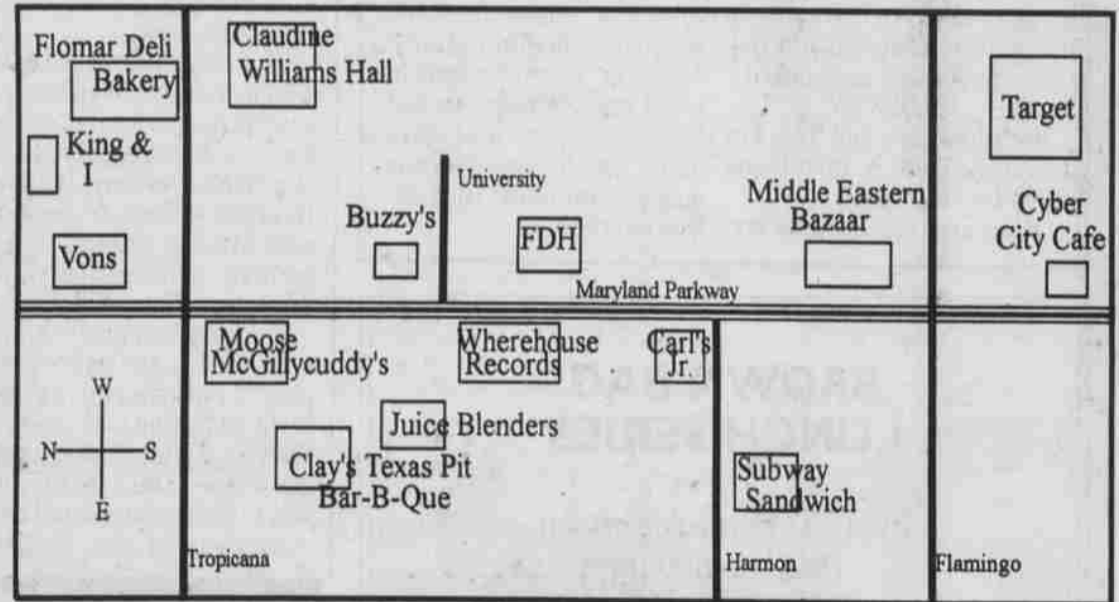 Flomar Deli
Bakery
Claudine
Williams Hall
Target
King &
I
University
Middle Eastern
Bazaar
Cyber
City Cafe
Buzzy's
FDH
Vons
Maryland Parkway
Moose
McGillycuddy's
Wherehouse
Records
Carl's
Jr.
W
N
S
E
Juice Blenders
Clay's Texas Pit
Bar-B-Que
Subway
Sandwich
Tropicana
Harmon
Flamingo